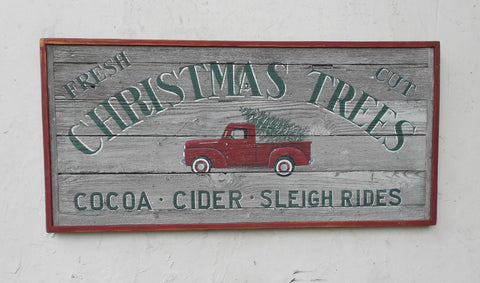 FRESH CUT
CHRISTMAS TREES
COCOA · CIDER · SLEIGH RIDES